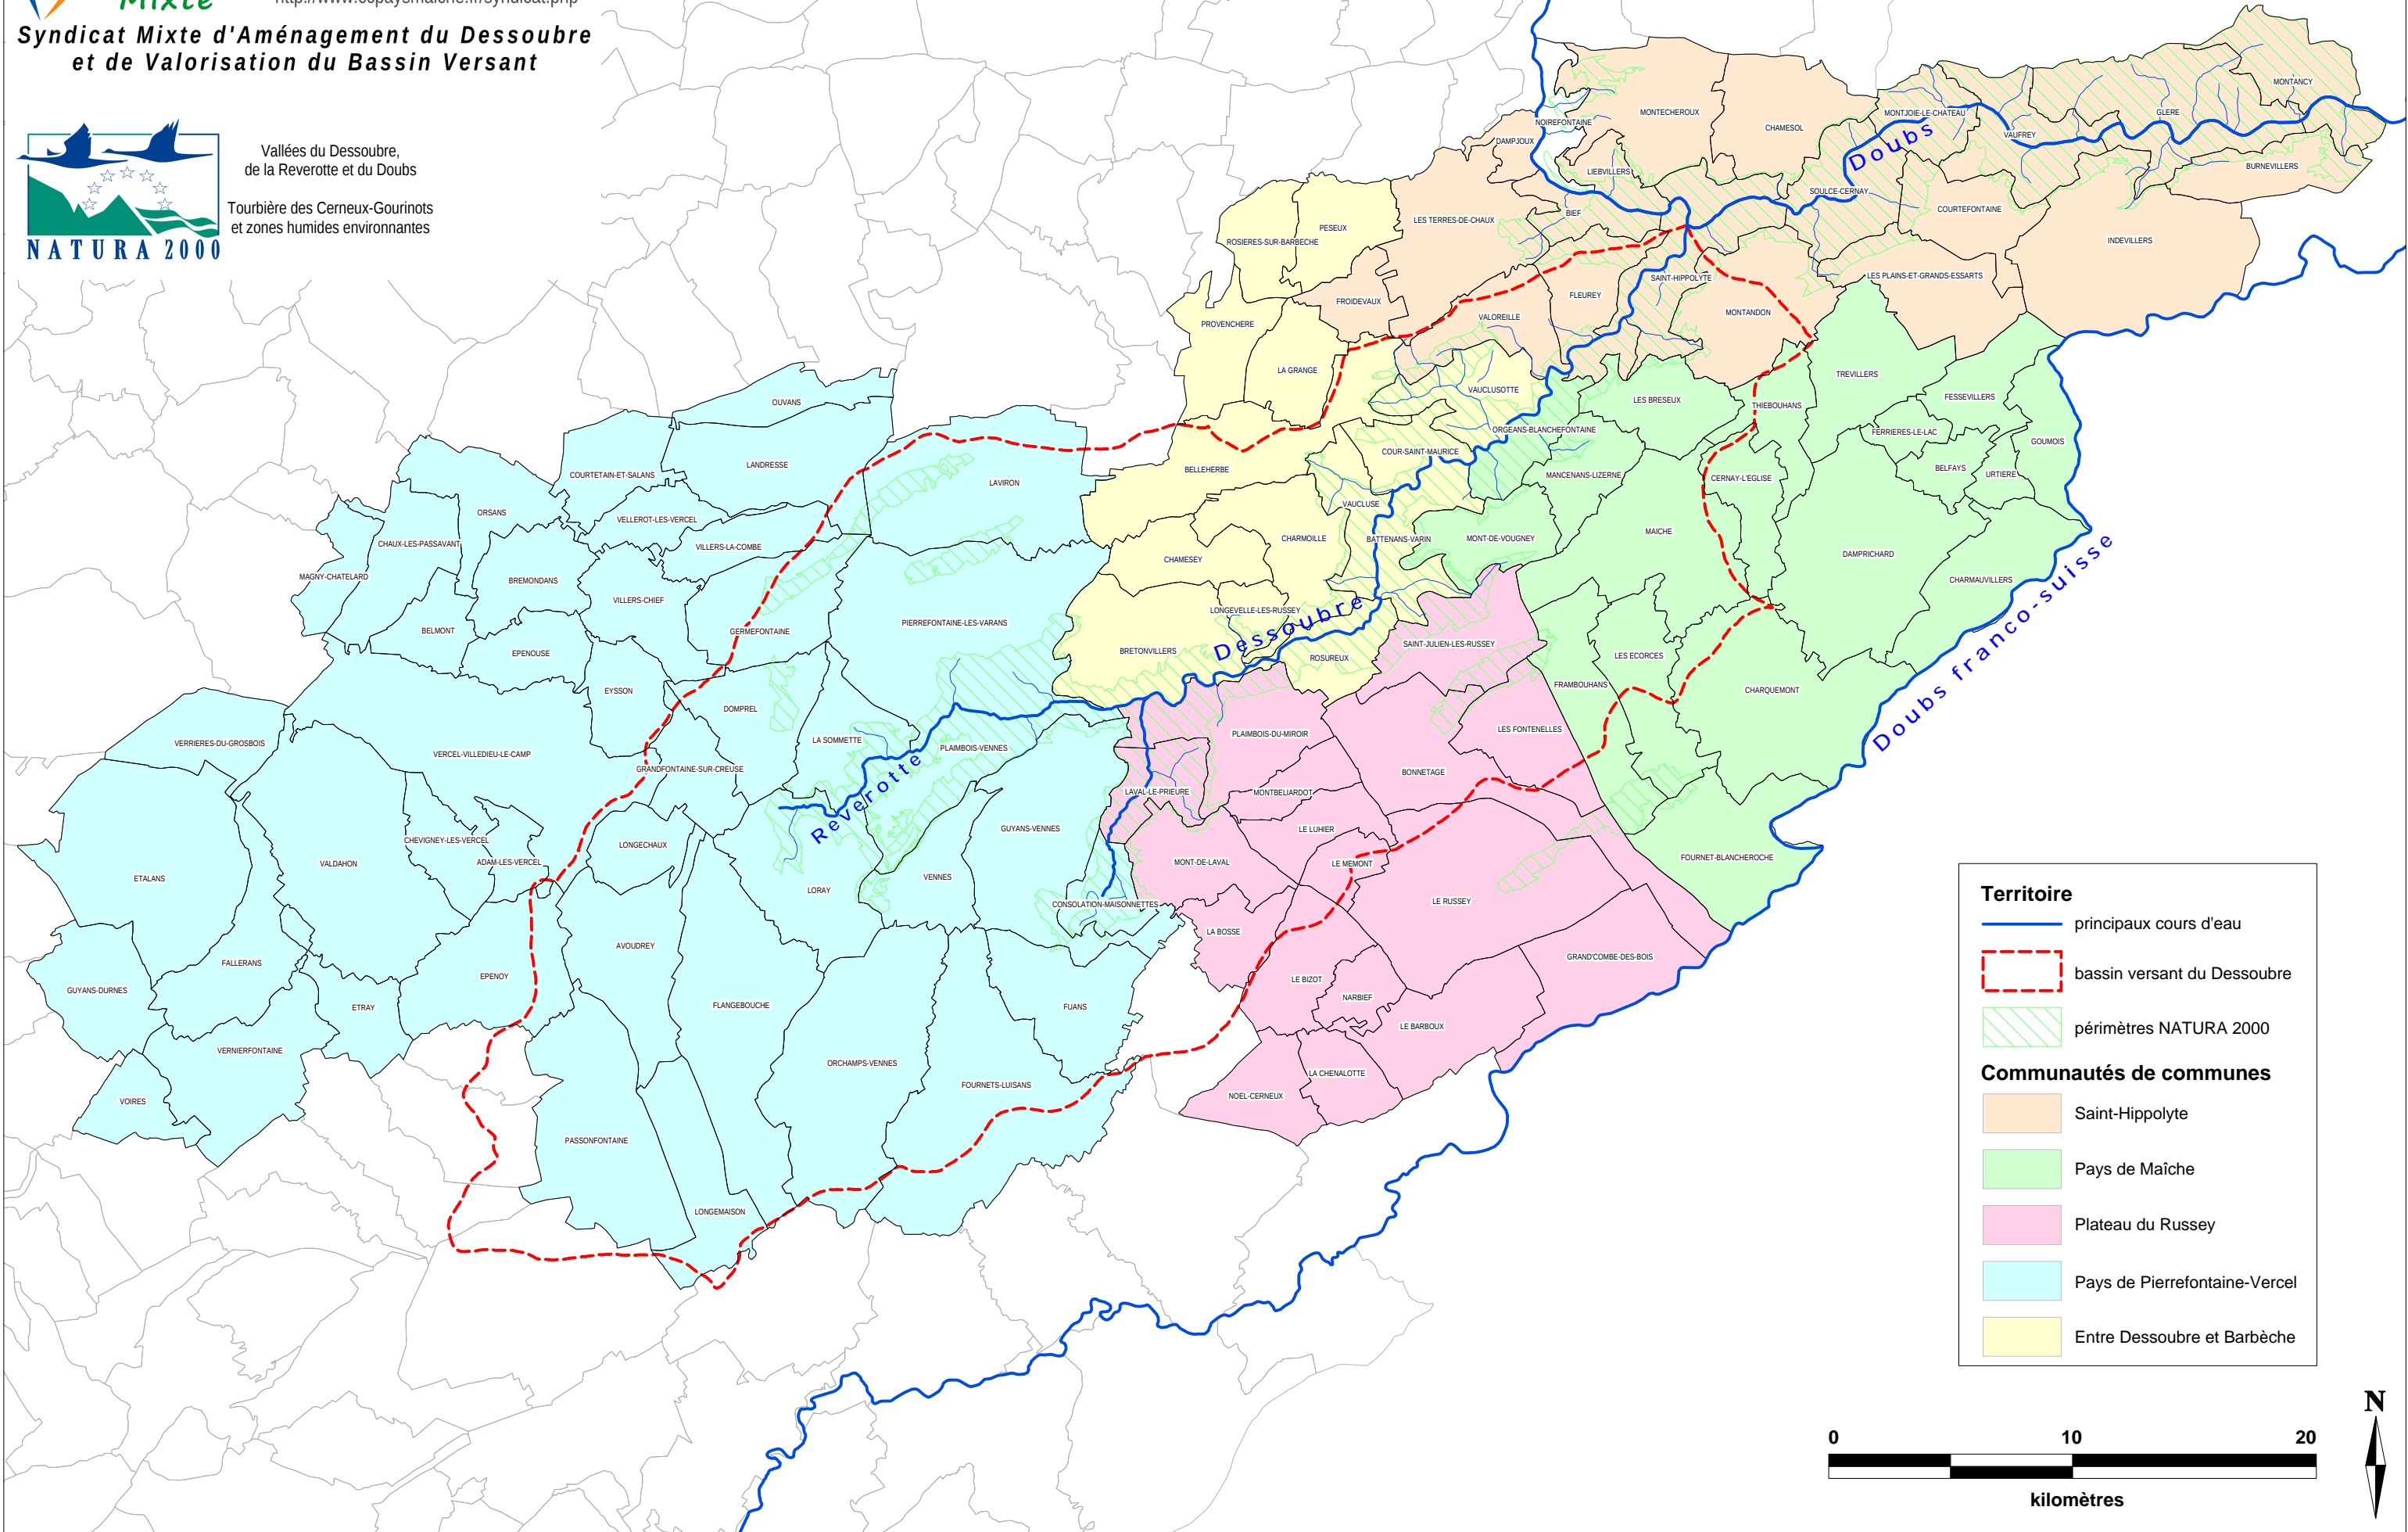 Mixte
http://www.ccpaysmaiche.fr/syndicat.php
Syndicat Mixte d'Aménagement du Dessoubre
et de Valorisation du Bassin Versant
Vallées du Dessoubre,
de la Reverotte et du Doubs
Tourbière des Cerneux-Gourinots
et zones humides environnantes
NATURA 2000
MONTANCY
MONTECHEROUX
GLERE
MONTJOIE-LE-CHATEAU
NOIREFONTAINE
CHAMESOL
VAUFREY
Doubs
DAMPJOUX
BURNEVILLERS
LIEBVILLERS
SOULCE-CERNAY
COURTEFONTAINE
BIEF
LES TERRES-DE-CHAUX
PESEUX
ROSIERES-SUR-BARBECHE
INDEVILLERS
LES PLAINS-ET-GRANDS-ESSARTS
SAINT-HIPPOLYTE
FLEUREY
FROIDEVAUX
MONTANDON
VALOREILLE
PROVENCHERE
LA GRANGE
TREVILLERS
VAUCLUSOTTE
FESSEVILLERS
LES BRESEUX
OUVANS
THIEBOUHANS
ORGEANS-BLANCHEFONTAINE
FERRIERES-LE-LAC
GOUMOIS
COUR-SAINT-MAURICE
LANDRESSE
BELLEHERBE
BELFAYS
COURTETAIN-ET-SALANS
MANCENANS-LIZERNE
URTIERE
CERNAY-L'EGLISE
LAVIRON
VAUCLUSE
ORSANS
VELLEROT-LES-VERCEL
MAICHE
BATTENANS-VARIN
MONT-DE-VOUGNEY
CHARMOILLE
CHAUX-LES-PASSAVANT
VILLERS-LA-COMBE
DAMPRICHARD
CHAMESEY
MAGNY-CHATELARD
BREMONDANS
CHARMAUVILLERS
VILLERS-CHIEF
LONGEVELLE-LES-RUSSEY
Dessoubre
PIERREFONTAINE-LES-VARANS
BELMONT
GERMEFONTAINE
SAINT-JULIEN-LES-RUSSEY
BRETONVILLERS
EPENOUSE
LES ECORCES
ROSUREUX
Doubs franco-suisse
FRAMBOUHANS
EYSSON
CHARQUEMONT
DOMPREL
LES FONTENELLES
PLAIMBOIS-DU-MIROIR
LA SOMMETTE
VERRIERES-DU-GROSBOIS
PLAIMBOIS-VENNES
VERCEL-VILLEDIEU-LE-CAMP
GRANDFONTAINE-SUR-CREUSE
BONNETAGE
Reverotte
LAVAL-LE-PRIEURE
MONTBELIARDOT
GUYANS-VENNES
LE LUHIER
CHEVIGNEY-LES-VERCEL
LONGECHAUX
FOURNET-BLANCHEROCHE
ADAM-LES-VERCEL
VALDAHON
MONT-DE-LAVAL
LE MEMONT
ETALANS
VENNES
LORAY
LE RUSSEY
CONSOLATION-MAISONNETTES
LA BOSSE
AVOUDREY
GRAND'COMBE-DES-BOIS
FALLERANS
EPENOY
LE BIZOT
GUYANS-DURNES
NARBIEF
FLANGEBOUCHE
FUANS
ETRAY
LE BARBOUX
VERNIERFONTAINE
ORCHAMPS-VENNES
LA CHENALOTTE
FOURNETS-LUISANS
NOEL-CERNEUX
VOIRES
PASSONFONTAINE
LONGEMAISON
Territoire
principaux cours d'eau
bassin versant du Dessoubre
périmètres NATURA 2000
Communautés de communes
Saint-Hippolyte
Pays de Maîche
Plateau du Russey
Pays de Pierrefontaine-Vercel
Entre Dessoubre et Barbèche
N
0 10 20
kilomètres